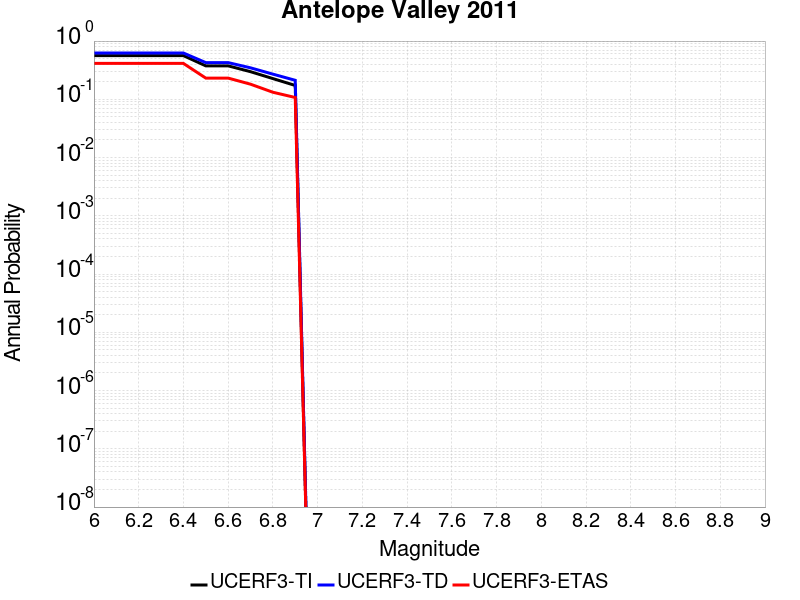 Antelope Valley 2011
10^0
10^-1
10^-2
10^-3
10^-4
10^-5
10^-6
10^-7
10^-8
Annual Probability
6 6.2 6.4 6.6 6.8 7 7.2 7.4 7.6 7.8 8 8.2 8.4 8.6 8.8 9
Magnitude
UCERF3-TI UCERF3-TD UCERF3-ETAS